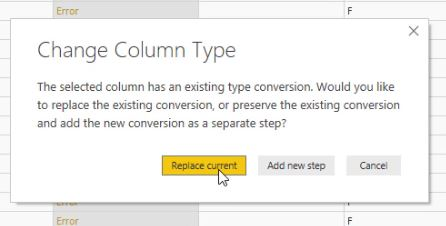 Error F
Change Column Type
The selected column has an existing type conversion. Would you like
to replace the existing conversion, or preserve the existing conversion
and add the new conversion as a separate step?
Replace current Add new step Cancel
Error F
Error F